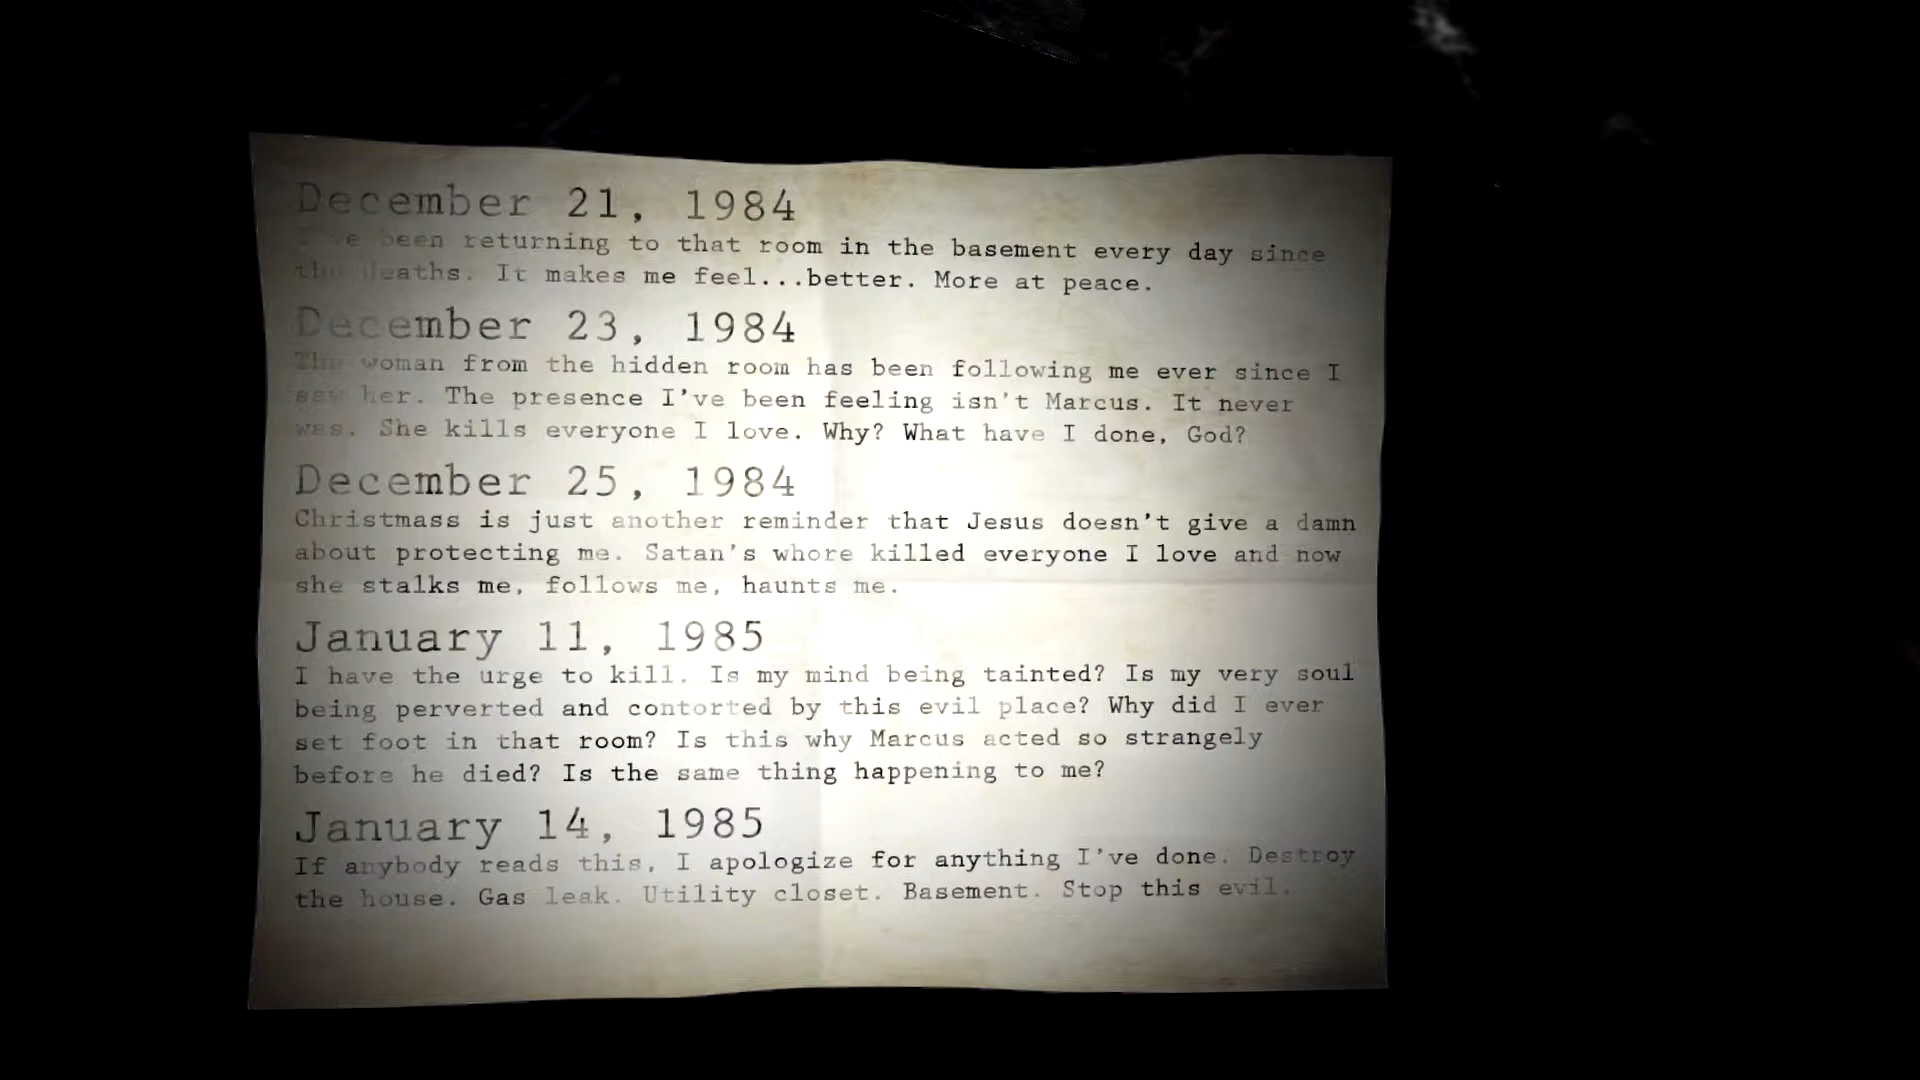 December 21, 1984
I've been returning to that room in the basement every day since
the deaths. It makes me feel...better. More at peace.
December 23, 1984
The woman from the hidden room has been following me ever since I
saw her. The presence I've been feeling isn't Marcus. It never
was. She kills everyone I love. Why? What have I done, God?
December 25, 1984
Christmass is just another reminder that Jesus doesn't give a damn
about protecting me. Satan's whore killed everyone I love and now
she stalks me, follows me, haunts me.
January 11, 1985
I have the urge to kill. Is my mind being tainted? Is my very soul
being perverted and contorted by this evil place? Why did I ever
set foot in that room? Is this why Marcus acted so strangely
before he died? Is the same thing happening to me?
January 14, 1985
If anybody reads this, I apologize for anything I've done. Destroy
the house. Gas leak. Utility closet. Basement. Stop this evil.